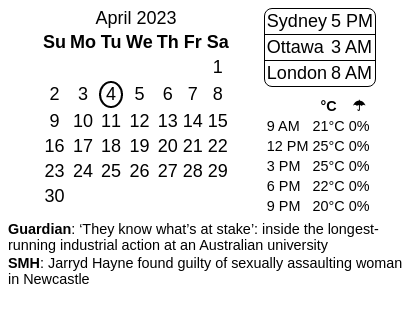 April 2023
Su Mo Tu We Th Fr Sa
1
2 3 4 5 6 7 8
9 10 11 12 13 14 15
16 17 18 19 20 21 22
23 24 25 26 27 28 29
30
Sydney 5 PM
Ottawa 3 AM
London 8 AM
°C ☂
9 AM 21°C 0%
12 PM 25°C 0%
3 PM 25°C 0%
6 PM 22°C 0%
9 PM 20°C 0%
Guardian: ‘They know what’s at stake’: inside the longest-
running industrial action at an Australian university
SMH: Jarryd Hayne found guilty of sexually assaulting woman
in Newcastle